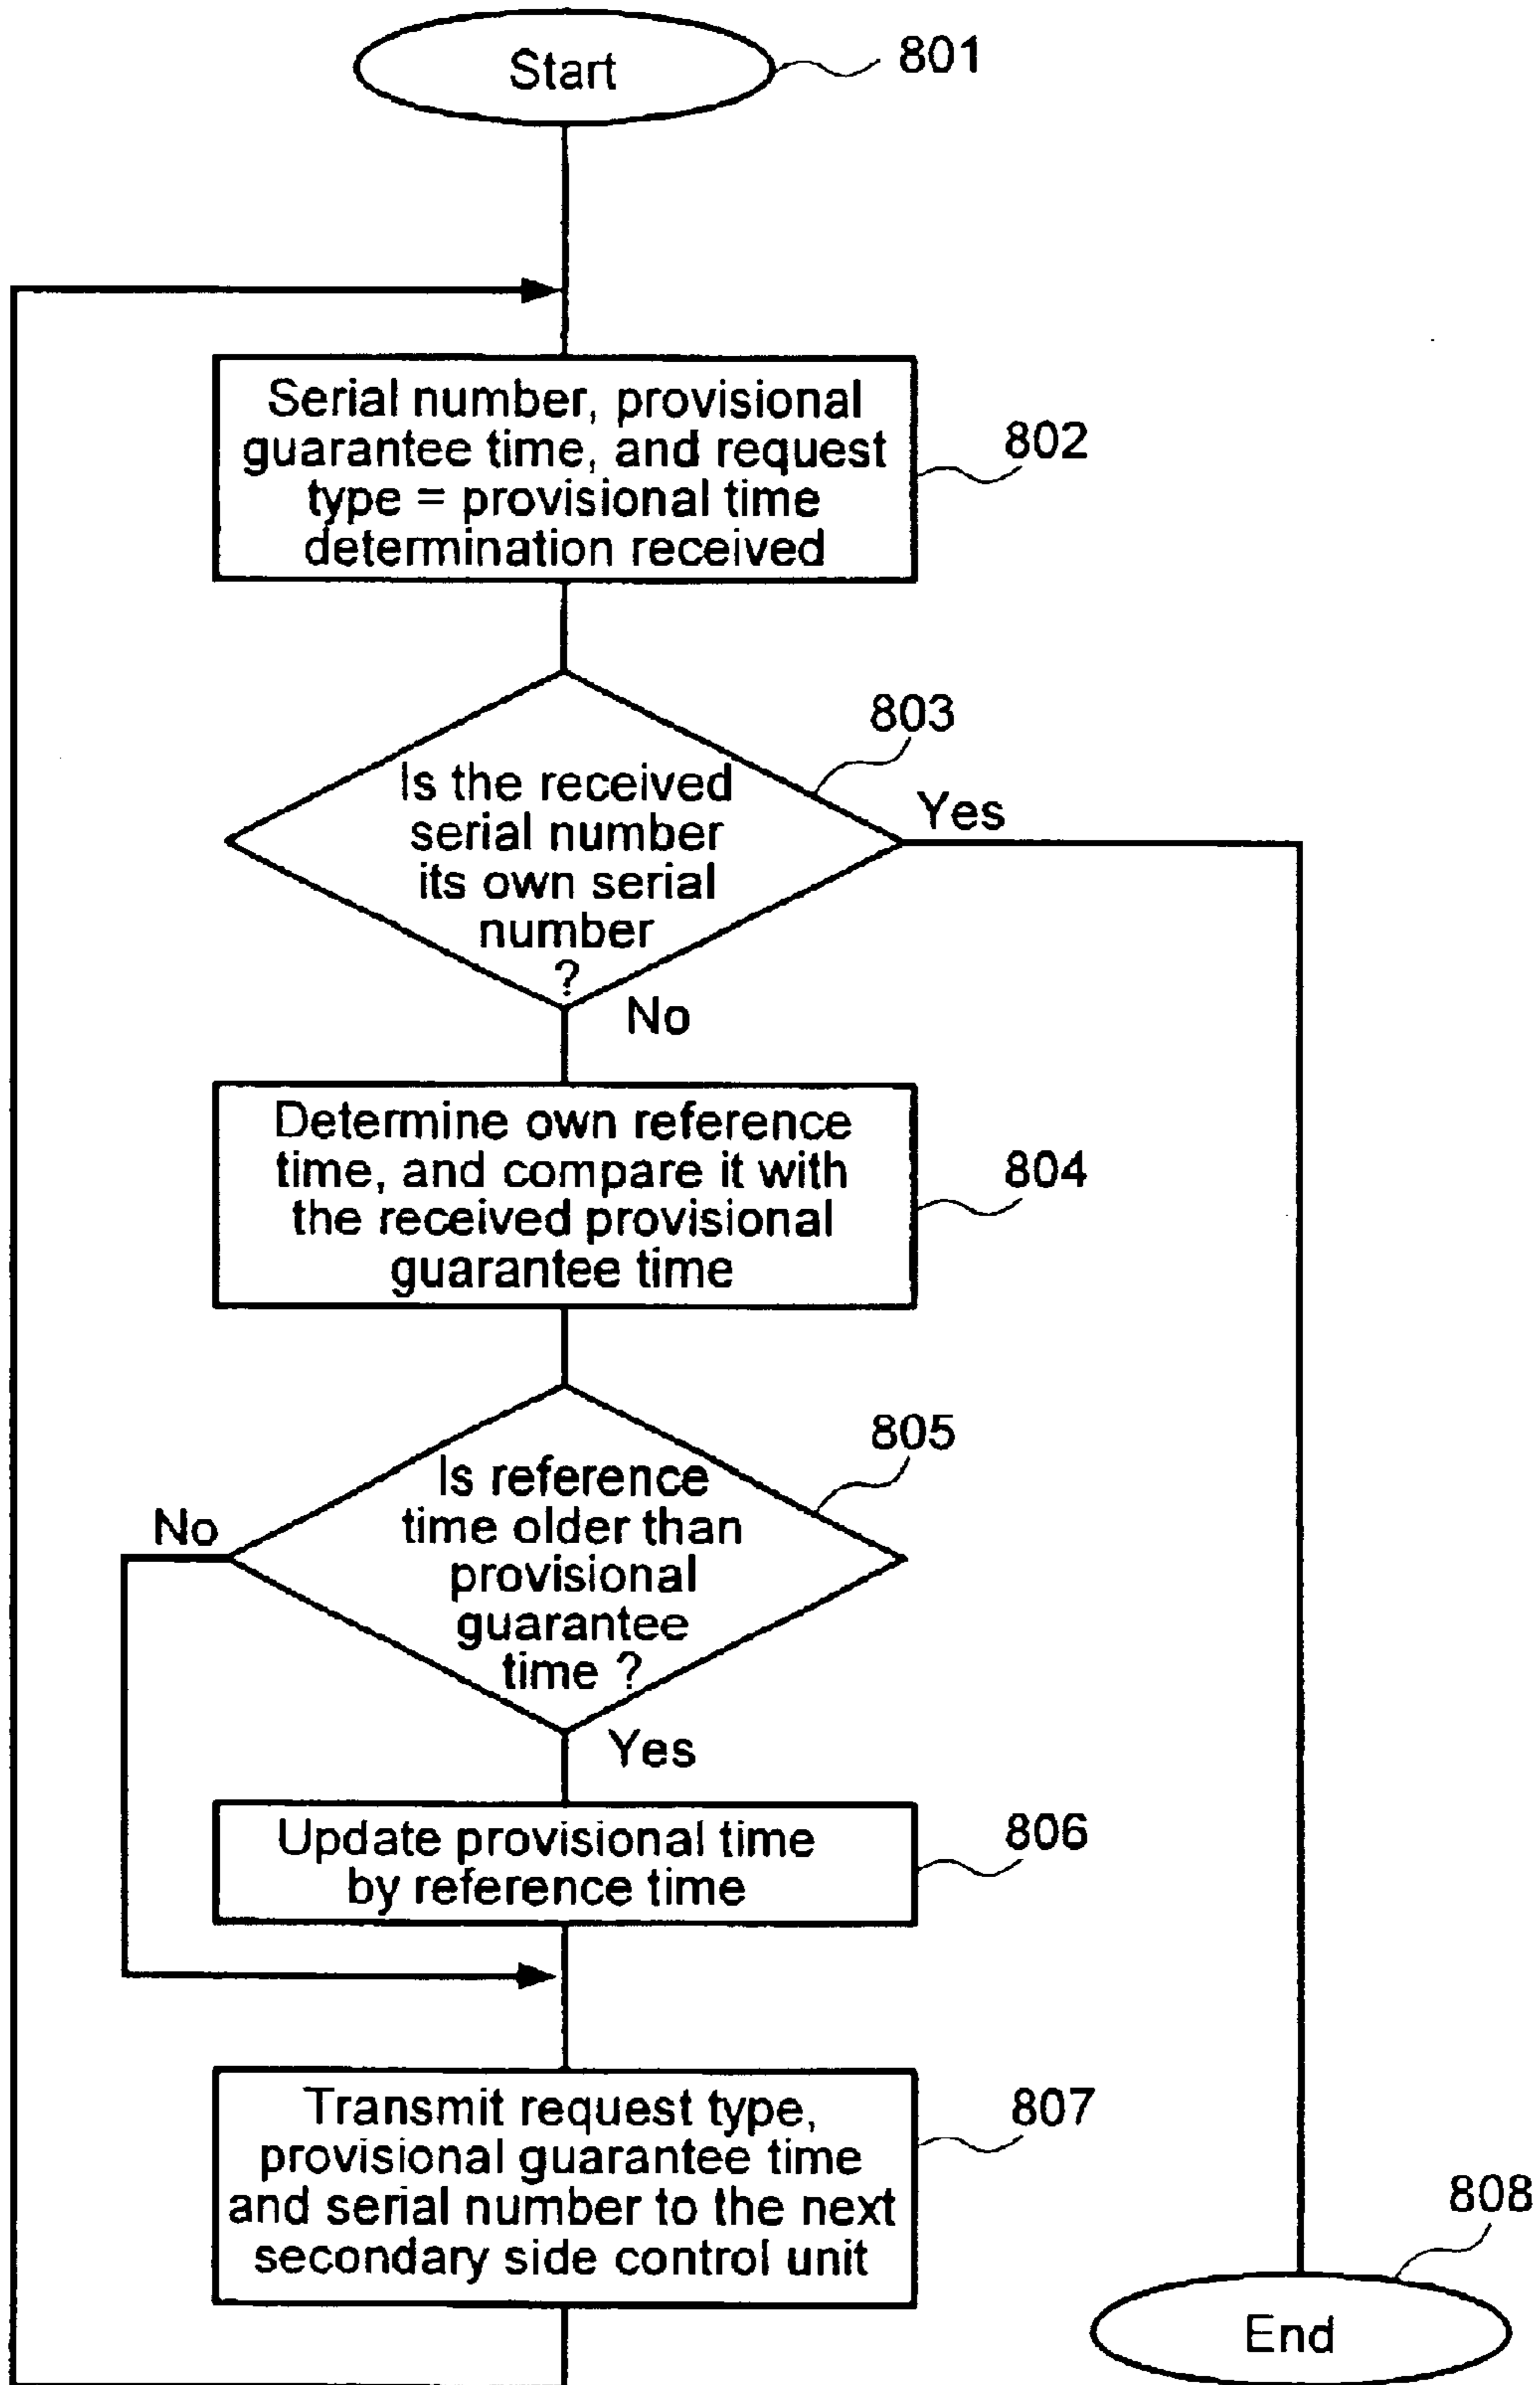 Start
801
Serial number, provisional
guarantee time, and request
type = provisional time
determination received
802
803
Is the received
serial number
its own serial
number
?
Yes
No
Determine own reference
time, and compare it with
the received provisional
guarantee time
804
805
Is reference
time older than
provisional
guarantee
time ?
No
Yes
Update provisional time
by reference time
806
Transmit request type,
provisional guarantee time
and serial number to the next
secondary side control unit
807
808
End